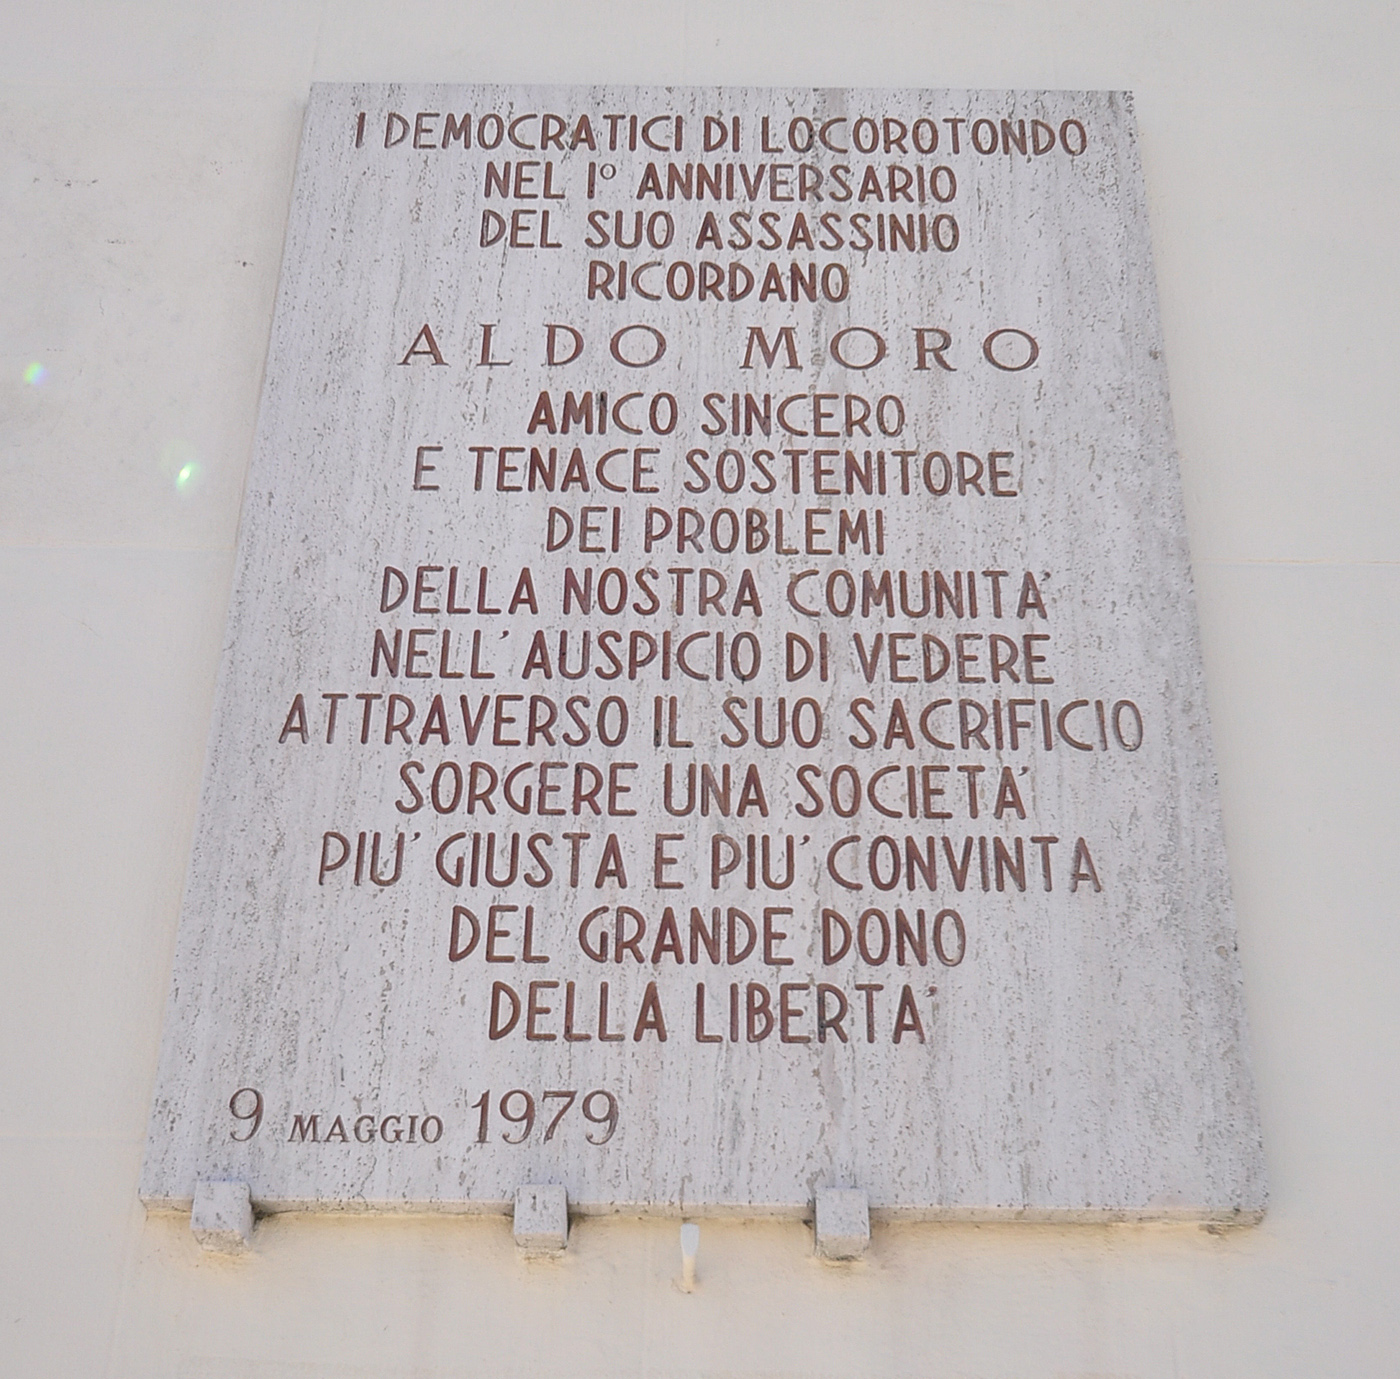 I DEMOCRATICI DI LOCOROTONDO
NEL 1º ANNIVERSARIO
DEL SUO ASSASSINIO
RICORDANO
ALDO MORO
AMICO SINCERO
E TENACE SOSTENITORE
DEI PROBLEMI
DELLA NOSTRA COMUNITA'
NELL'AUSPICIO DI VEDERE
ATTRAVERSO IL SUO SACRIFICIO
SORGERE UNA SOCIETA'
PIU' GIUSTA E PIU' CONVINTA
DEL GRANDE DONO
DELLA LIBERTA'
9 MAGGIO 1979